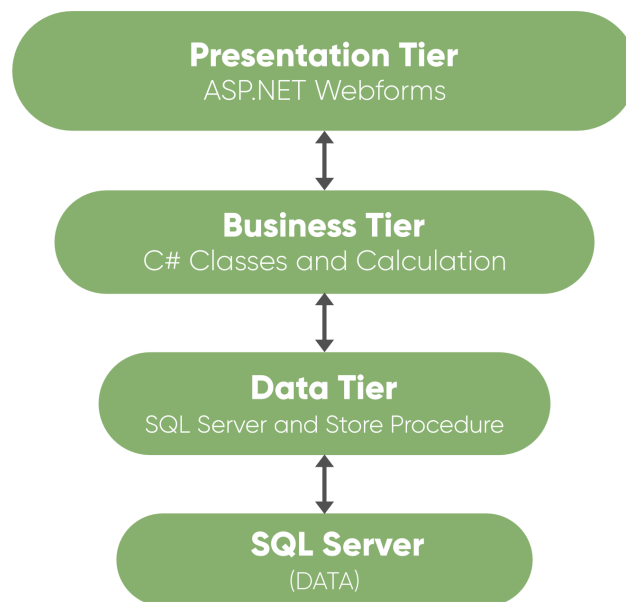 Presentation Tier
ASP.NET Webforms
Business Tier
C# Classes and Calculation
Data Tier
SQL Server and Store Procedure
SQL Server
(DATA)